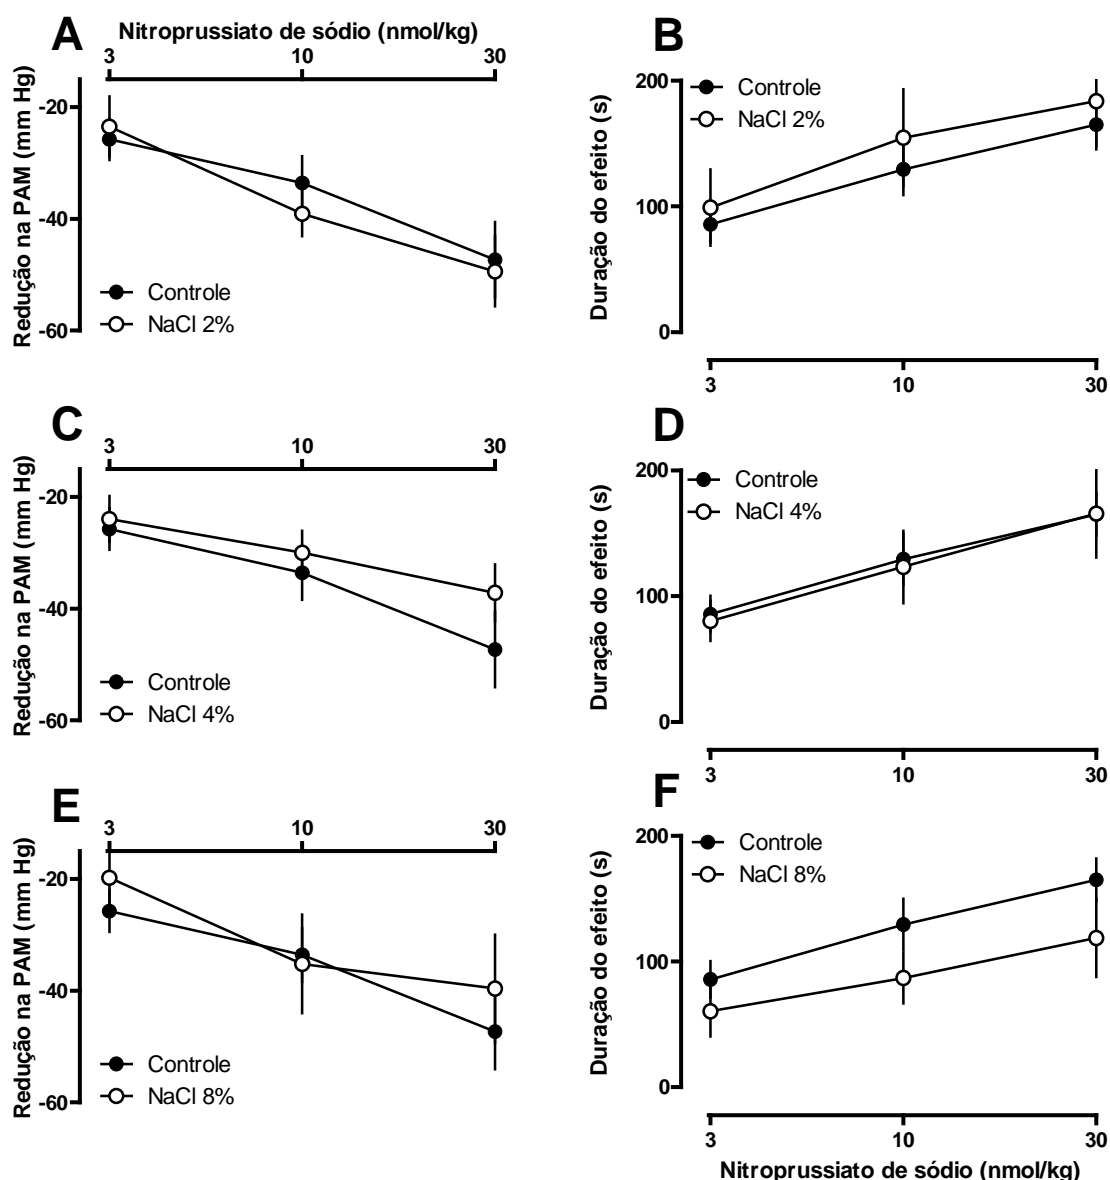 A
Nitroprussiato de sódio (nmol/kg)
3 10 30
Redução na PAM (mm Hg)
-20
-40
-60
Controle
NaCl 2%
B
Duração do efeito (s)
200
100
0
Controle
NaCl 2%
3 10 30
C
3 10 30
Redução na PAM (mm Hg)
-20
-40
-60
Controle
NaCl 4%
D
Duração do efeito (s)
200
100
0
Controle
NaCl 4%
3 10 30
E
3 10 30
Redução na PAM (mm Hg)
-20
-40
-60
Controle
NaCl 8%
F
Duração do efeito (s)
200
100
0
Controle
NaCl 8%
3 10 30
Nitroprussiato de sódio (nmol/kg)